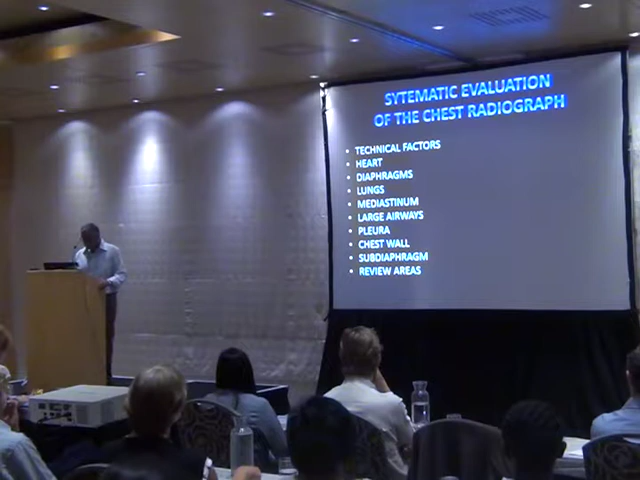 SYTEMATIC EVALUATION
OF THE CHEST RADIOGRAPH
• TECHNICAL FACTORS
• HEART
• DIAPHRAGMS
• LUNGS
• MEDIASTINUM
• LARGE AIRWAYS
• PLEURA
• CHEST WALL
• SUBDIAPHRAGM
• REVIEW AREAS